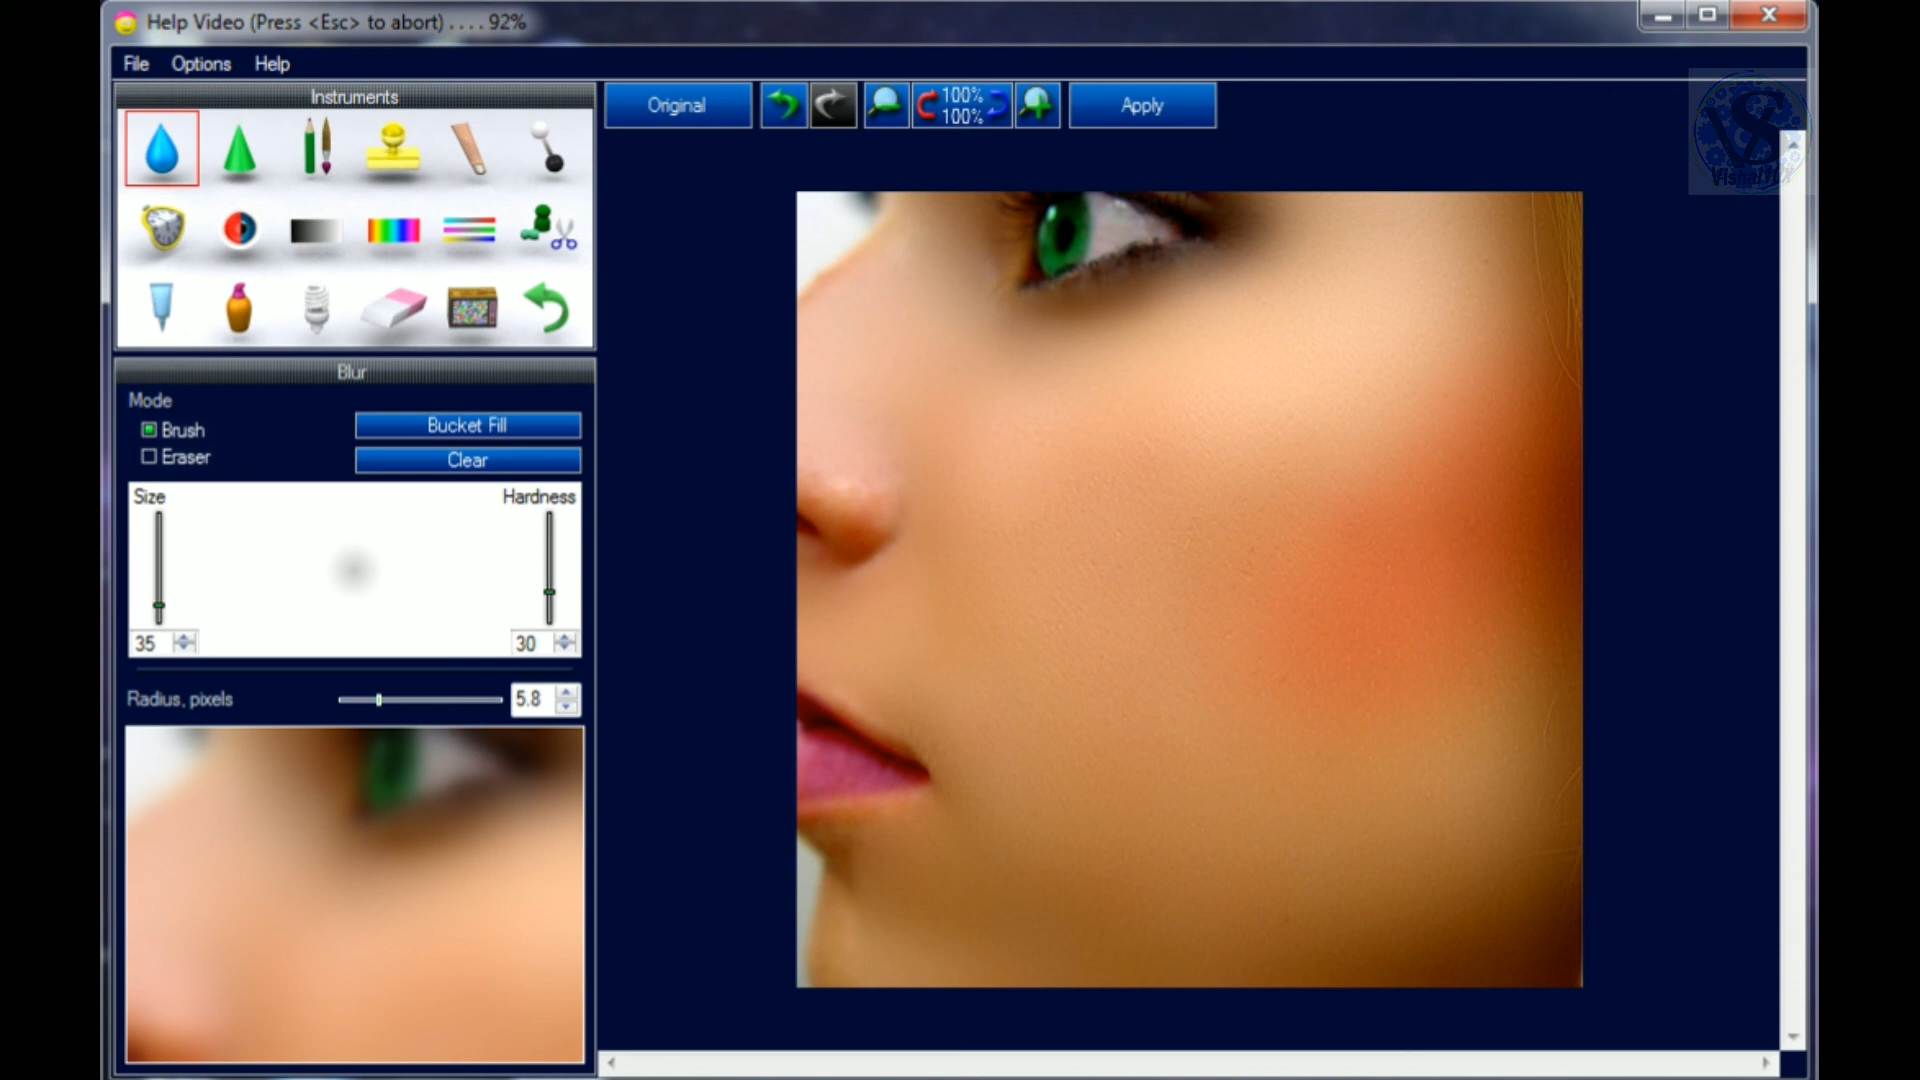 Help Video (Press <Esc> to abort) . . . . 92%
File Options Help
Instruments
Original
100%
100%
Apply
VS
Blur
Mode
Brush
Bucket Fill
Eraser
Clear
Size
Hardness
35
30
Radius, pixels
5.8